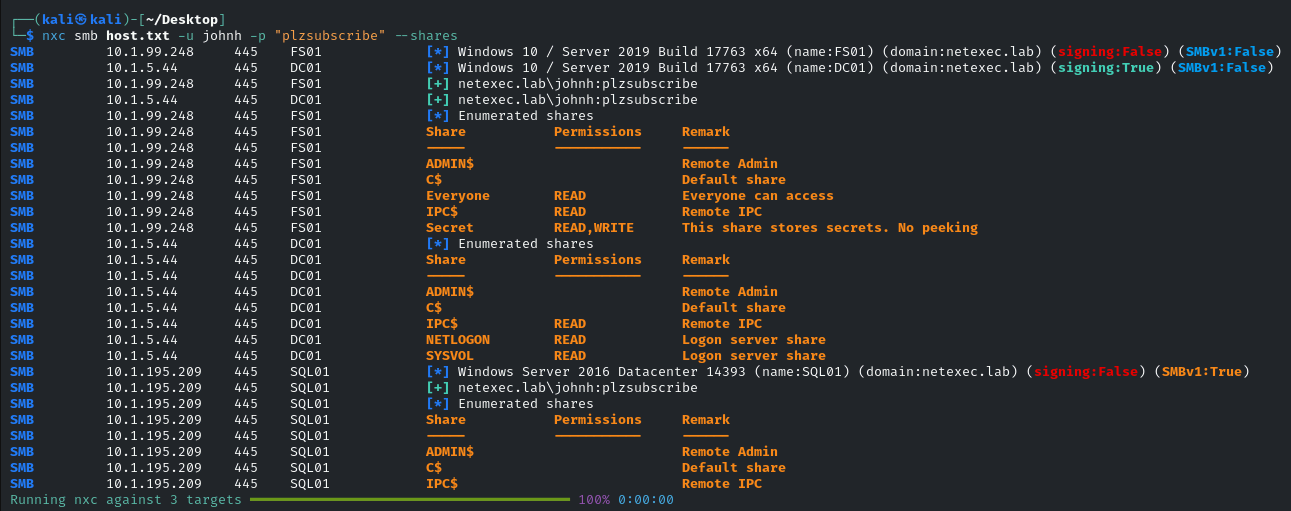 ┌──(kali㉿kali)-[~/Desktop]
└─$ nxc smb host.txt -u johnh -p "plzsubscribe" --shares
SMB 10.1.99.248 445 FS01 [*] Windows 10 / Server 2019 Build 17763 x64 (name:FS01) (domain:netexec.lab) (signing:False) (SMBv1:False)
SMB 10.1.5.44 445 DC01 [*] Windows 10 / Server 2019 Build 17763 x64 (name:DC01) (domain:netexec.lab) (signing:True) (SMBv1:False)
SMB 10.1.99.248 445 FS01 [+] netexec.lab\johnh:plzsubscribe
SMB 10.1.5.44 445 DC01 [+] netexec.lab\johnh:plzsubscribe
SMB 10.1.99.248 445 FS01 [*] Enumerated shares
SMB 10.1.99.248 445 FS01 Share Permissions Remark
SMB 10.1.99.248 445 FS01 ----- ----------- ------
SMB 10.1.99.248 445 FS01 ADMIN$ Remote Admin
SMB 10.1.99.248 445 FS01 C$ Default share
SMB 10.1.99.248 445 FS01 Everyone READ Everyone can access
SMB 10.1.99.248 445 FS01 IPC$ READ Remote IPC
SMB 10.1.99.248 445 FS01 Secret READ,WRITE This share stores secrets. No peeking
SMB 10.1.5.44 445 DC01 [*] Enumerated shares
SMB 10.1.5.44 445 DC01 Share Permissions Remark
SMB 10.1.5.44 445 DC01 ----- ----------- ------
SMB 10.1.5.44 445 DC01 ADMIN$ Remote Admin
SMB 10.1.5.44 445 DC01 C$ Default share
SMB 10.1.5.44 445 DC01 IPC$ READ Remote IPC
SMB 10.1.5.44 445 DC01 NETLOGON READ Logon server share
SMB 10.1.5.44 445 DC01 SYSVOL READ Logon server share
SMB 10.1.195.209 445 SQL01 [*] Windows Server 2016 Datacenter 14393 (name:SQL01) (domain:netexec.lab) (signing:False) (SMBv1:True)
SMB 10.1.195.209 445 SQL01 [+] netexec.lab\johnh:plzsubscribe
SMB 10.1.195.209 445 SQL01 [*] Enumerated shares
SMB 10.1.195.209 445 SQL01 Share Permissions Remark
SMB 10.1.195.209 445 SQL01 ----- ----------- ------
SMB 10.1.195.209 445 SQL01 ADMIN$ Remote Admin
SMB 10.1.195.209 445 SQL01 C$ Default share
SMB 10.1.195.209 445 SQL01 IPC$ Remote IPC
Running nxc against 3 targets ━━━━━━━━━━━━━━━━━━━━━━━━━━━━━━━━━━━━━━━━ 100% 0:00:00